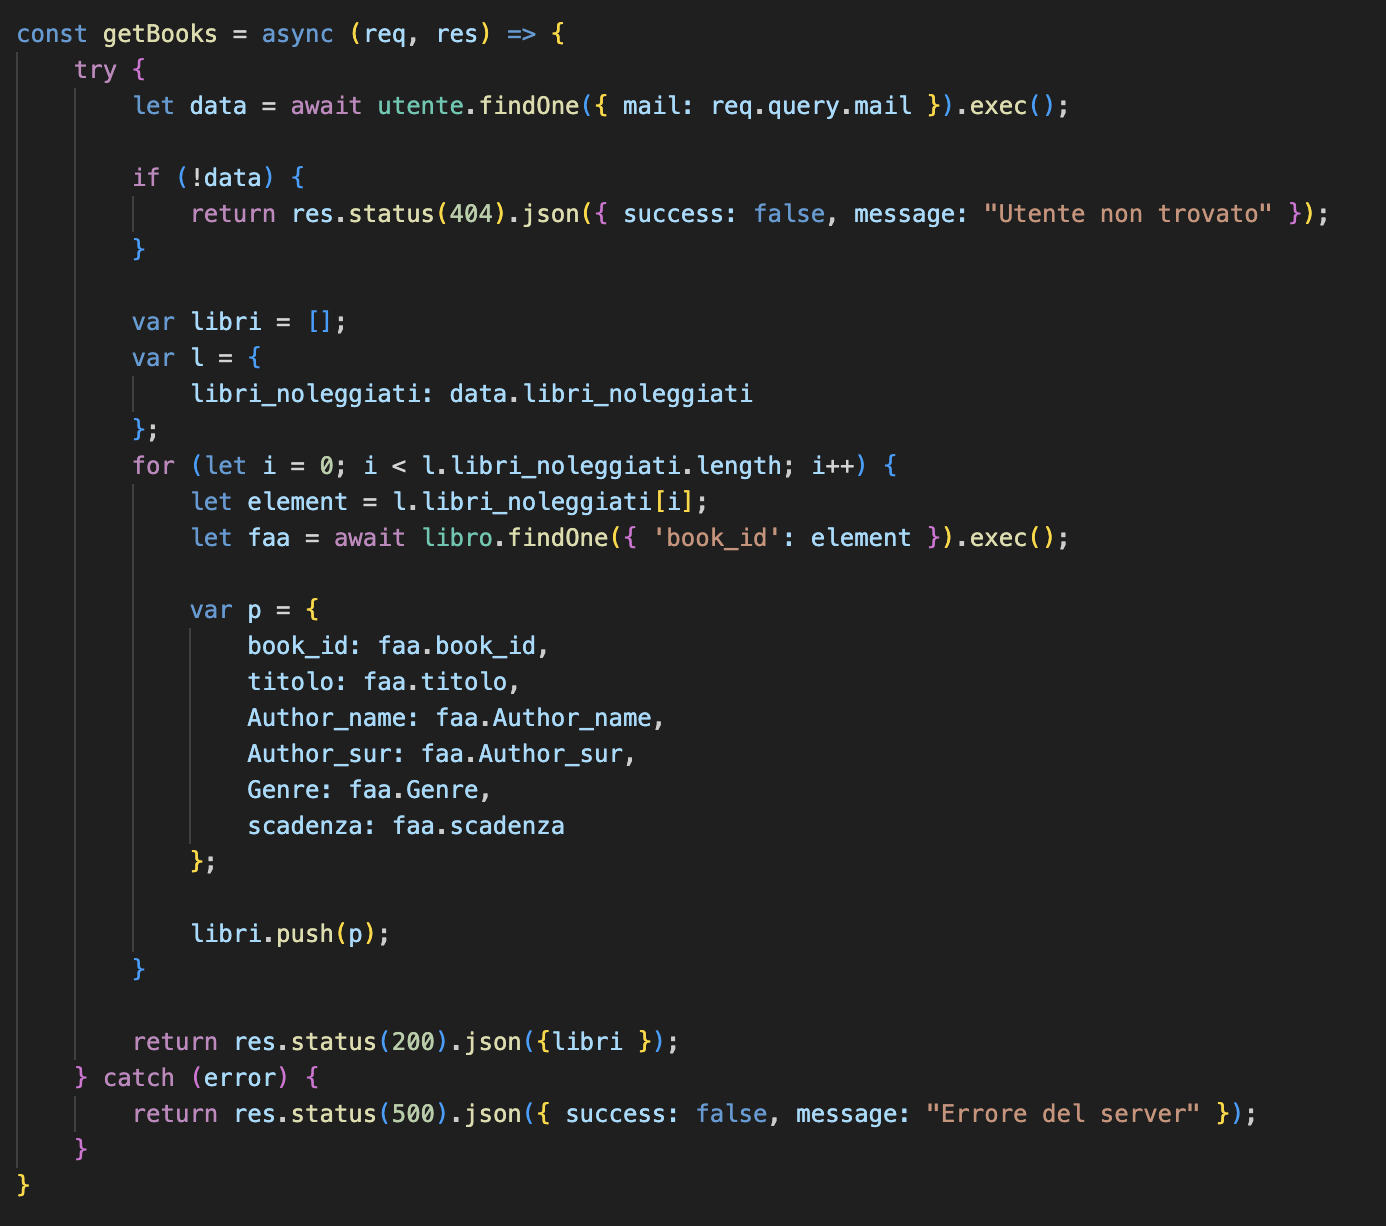 const getBooks = async (req, res) => {
    try {
        let data = await utente.findOne({ mail: req.query.mail }).exec();

        if (!data) {
            return res.status(404).json({ success: false, message: "Utente non trovato" });
        }

        var libri = [];
        var l = {
            libri_noleggiati: data.libri_noleggiati
        };
        for (let i = 0; i < l.libri_noleggiati.length; i++) {
            let element = l.libri_noleggiati[i];
            let faa = await libro.findOne({ 'book_id': element }).exec();

            var p = {
                book_id: faa.book_id,
                titolo: faa.titolo,
                Author_name: faa.Author_name,
                Author_sur: faa.Author_sur,
                Genre: faa.Genre,
                scadenza: faa.scadenza
            };

            libri.push(p);
        }

        return res.status(200).json({libri });
    } catch (error) {
        return res.status(500).json({ success: false, message: "Errore del server" });
    }
}